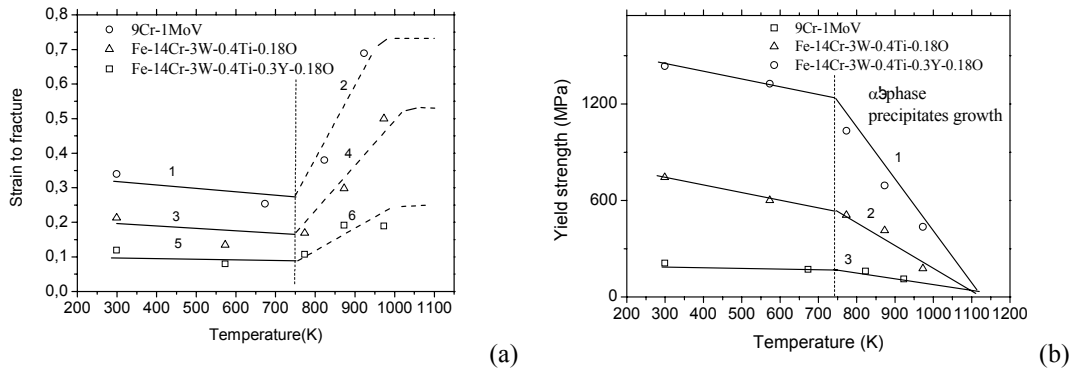 0,8
0,7
0,6
0,5
0,4
0,3
0,2
0,1
0,0
Strain to fracture
9Cr-1MoV
Fe-14Cr-3W-0.4Ti-0.18O
Fe-14Cr-3W-0.4Ti-0.3Y-0.18O
1
2
3
4
5
6
200 300 400 500 600 700 800 900 1000 1100 1200
Temperature(K)
(a)
1200
600
0
Yield strength (MPa)
9Cr-1MoV
Fe-14Cr-3W-0.4Ti-0.18O
Fe-14Cr-3W-0.4Ti-0.3Y-0.18O
phase
precipitates growth
1
2
3
200 300 400 500 600 700 800 900 1000 1100 1200
Temperature (K)
(b)